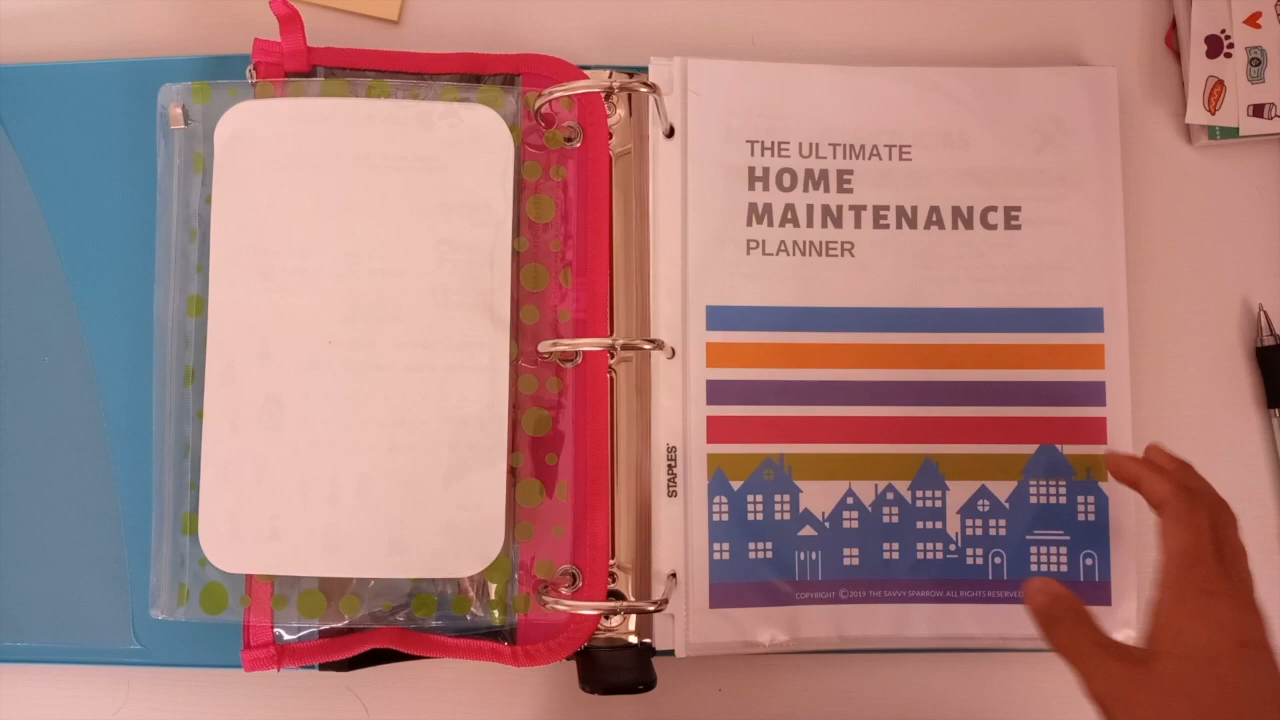 THE ULTIMATE
HOME
MAINTENANCE
PLANNER
STAPLES
COPYRIGHT ©2019 THE SAVVY SPARROW. ALL RIGHTS RESERVED